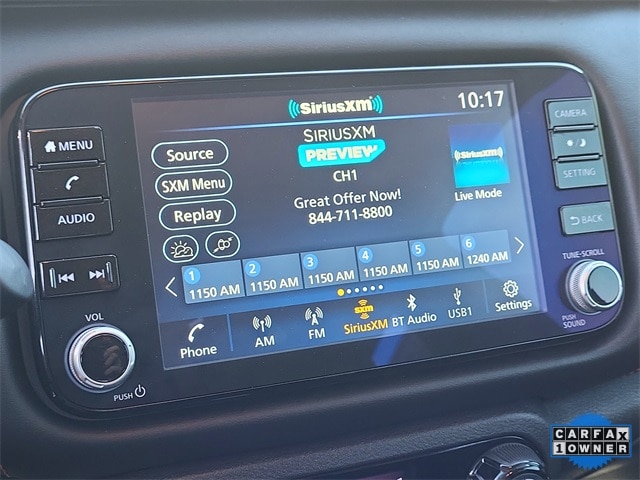 SiriusXM
10:17
MENU
AUDIO
VOL
PUSH
Source
SXM Menu
Replay
SIRIUSXM
PREVIEW
CH1
Great Offer Now!
844-711-8800
SiriusXM
Live Mode
1 1150 AM
2 1150 AM
3 1150 AM
4 1150 AM
5 1150 AM
6 1240 AM
Phone
AM
FM
sxm
SiriusXM
BT Audio
USB1
Settings
CAMERA
SETTING
BACK
TUNE·SCROLL
PUSH
SOUND
CARFAX
1 OWNER